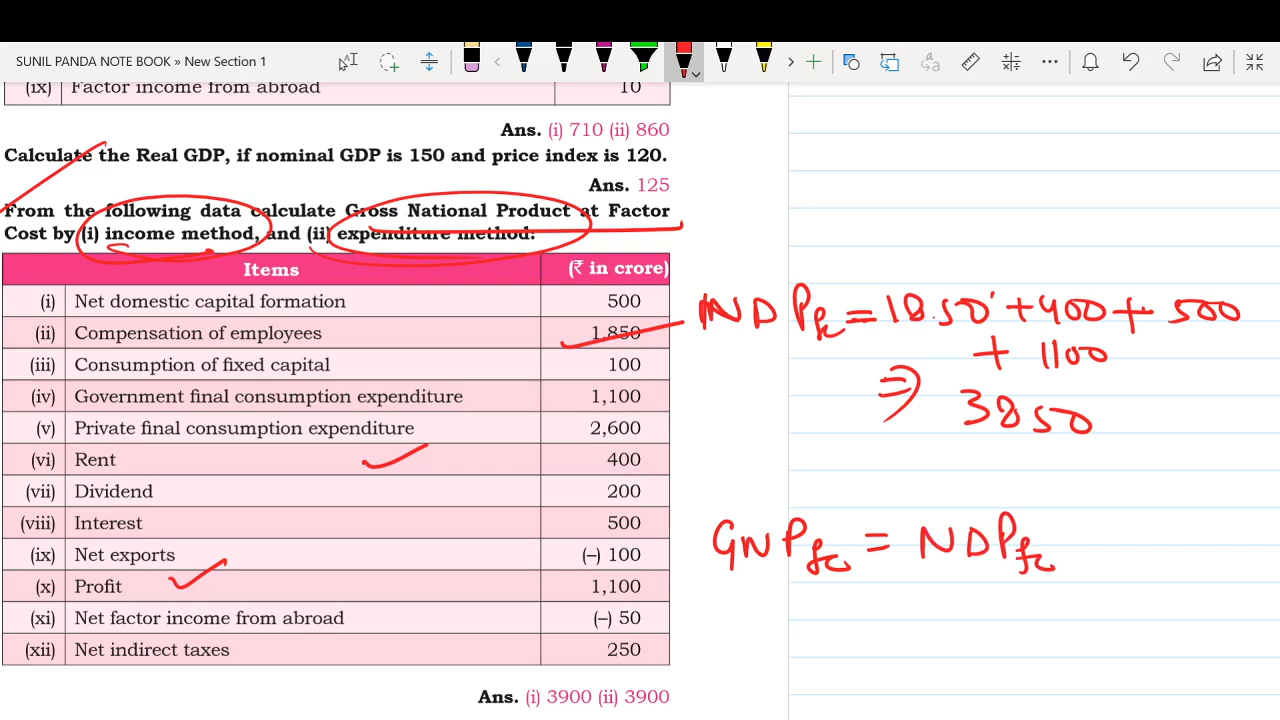 SUNIL PANDA NOTE BOOK » New Section 1
(ix) Factor income from abroad 10
Ans. (i) 710 (ii) 860
Calculate the Real GDP, if nominal GDP is 150 and price index is 120.
Ans. 125
From the following data calculate Gross National Product at Factor
Cost by (i) income method, and (ii) expenditure method:
Items (₹ in crore)
(i) Net domestic capital formation 500
(ii) Compensation of employees 1,850
(iii) Consumption of fixed capital 100
(iv) Government final consumption expenditure 1,100
(v) Private final consumption expenditure 2,600
(vi) Rent 400
(vii) Dividend 200
(viii) Interest 500
(ix) Net exports (–) 100
(x) Profit 1,100
(xi) Net factor income from abroad (–) 50
(xii) Net indirect taxes 250
Ans. (i) 3900 (ii) 3900
NDPfc = 18.50 + 400 + 500
+ 1100
⇒ 3850
GNPfc = NDPfc